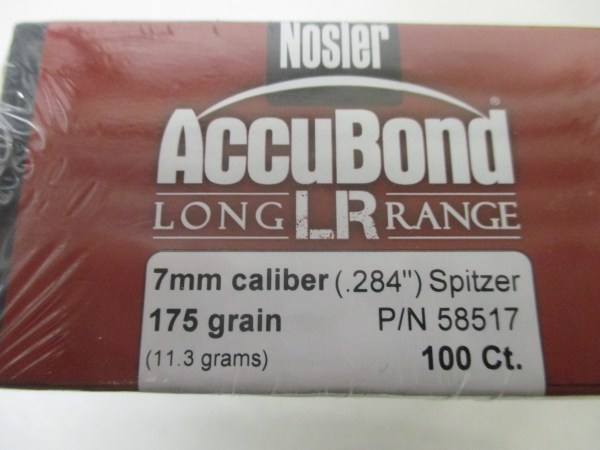 Nosler
AccuBond®
LONG LR RANGE
7mm caliber (.284") Spitzer
175 grain P/N 58517
(11.3 grams) 100 Ct.